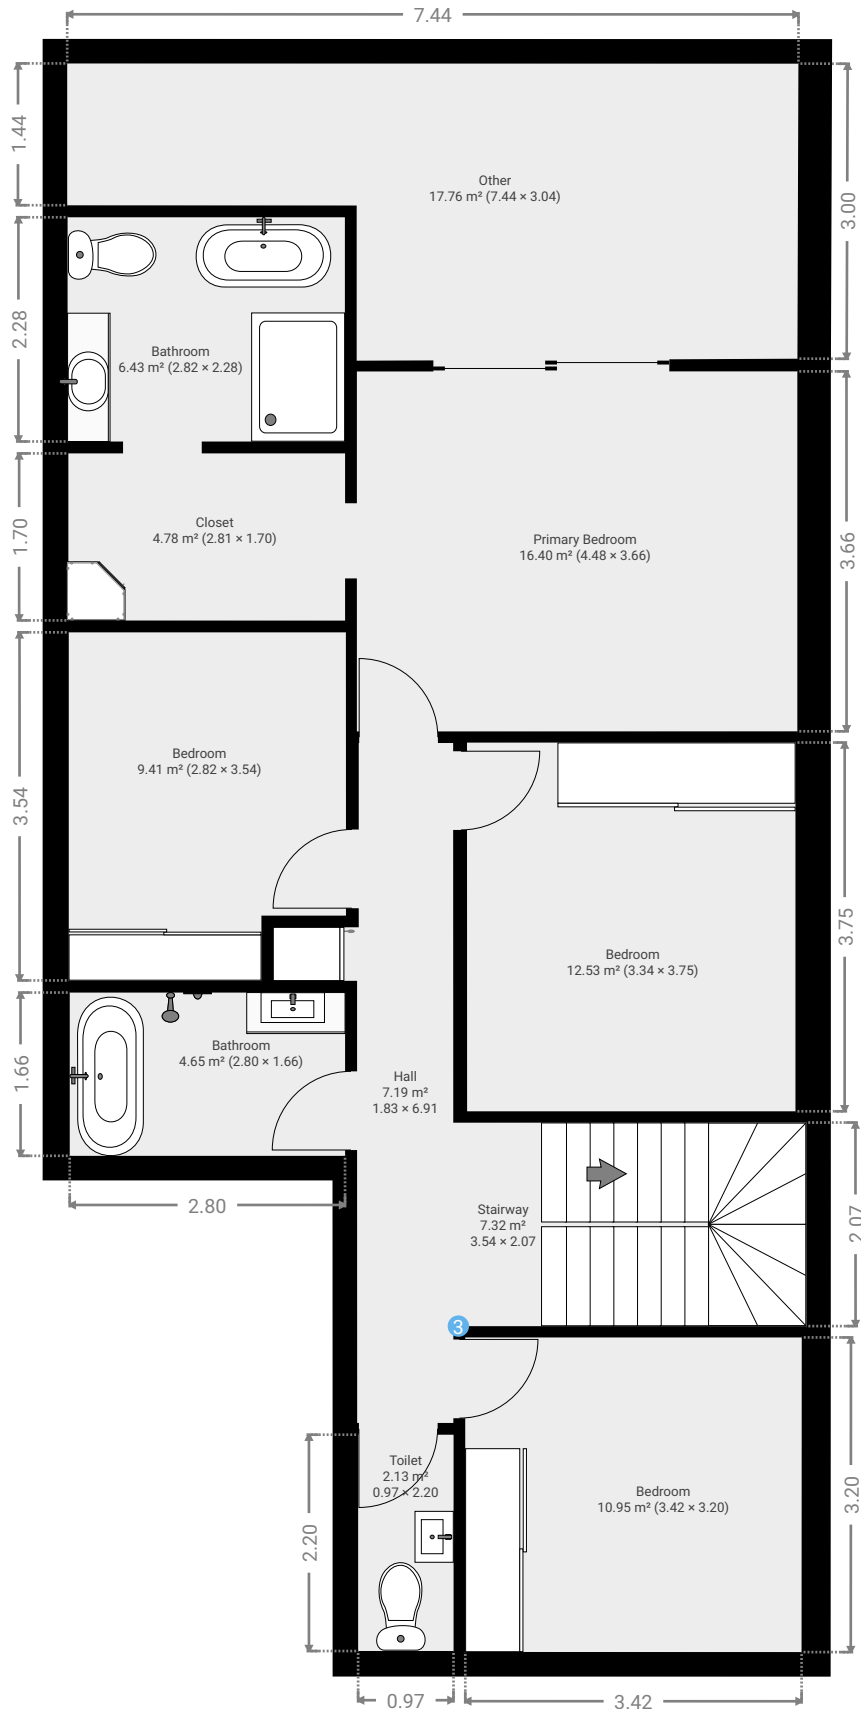 7.44
1.44
Other
17.76 m² (7.44 × 3.04)
3.00
2.28
Bathroom
6.43 m² (2.82 × 2.28)
1.70
Closet
4.78 m² (2.81 × 1.70)
Primary Bedroom
16.40 m² (4.48 × 3.66)
3.66
3.54
Bedroom
9.41 m² (2.82 × 3.54)
Bedroom
12.53 m² (3.34 × 3.75)
3.75
1.66
Bathroom
4.65 m² (2.80 × 1.66)
Hall
7.19 m²
1.83 × 6.91
2.80
Stairway
7.32 m²
3.54 × 2.07
2.07
3
Toilet
2.13 m²
0.97 × 2.20
2.20
Bedroom
10.95 m² (3.42 × 3.20)
3.20
0.97
3.42